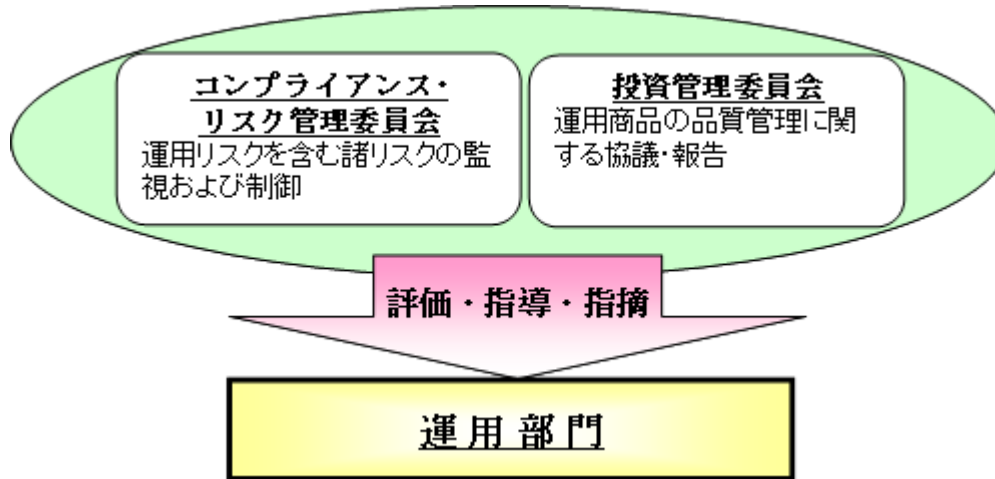 コンプライアンス・
リスク管理委員会
運用リスクを含む諸リスクの監
視および制御
投資管理委員会
運用商品の品質管理に関
する協議・報告
評価・指導・指摘
運用部門